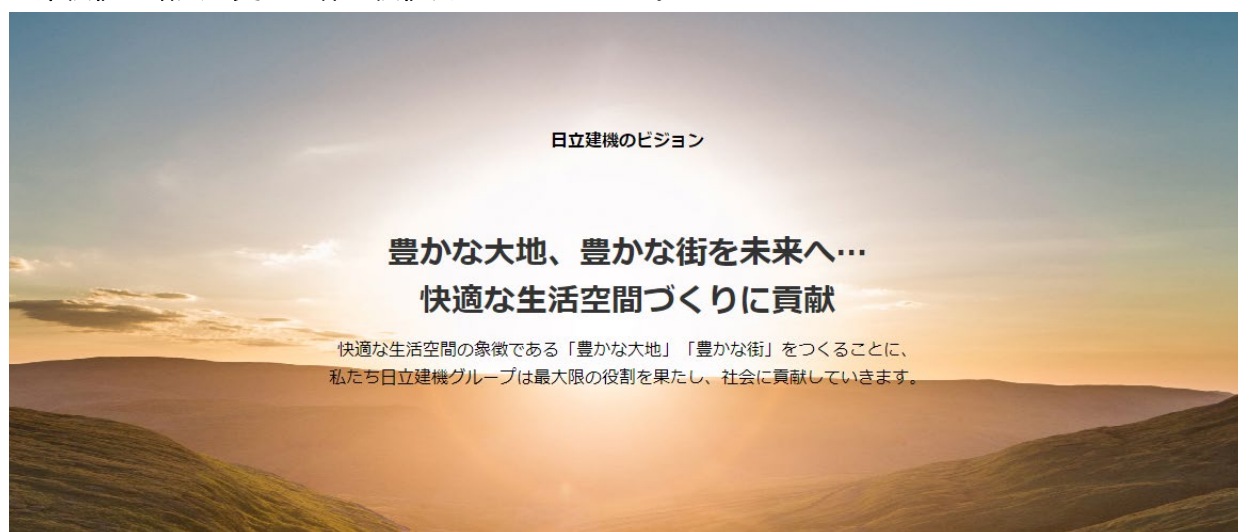 日立建機のビジョン
豊かな大地、豊かな街を未来へ…
快適な生活空間づくりに貢献
快適な生活空間の象徴である「豊かな大地」「豊かな街」をつくることに、
私たち日立建機グループは最大限の役割を果たし、社会に貢献していきます。